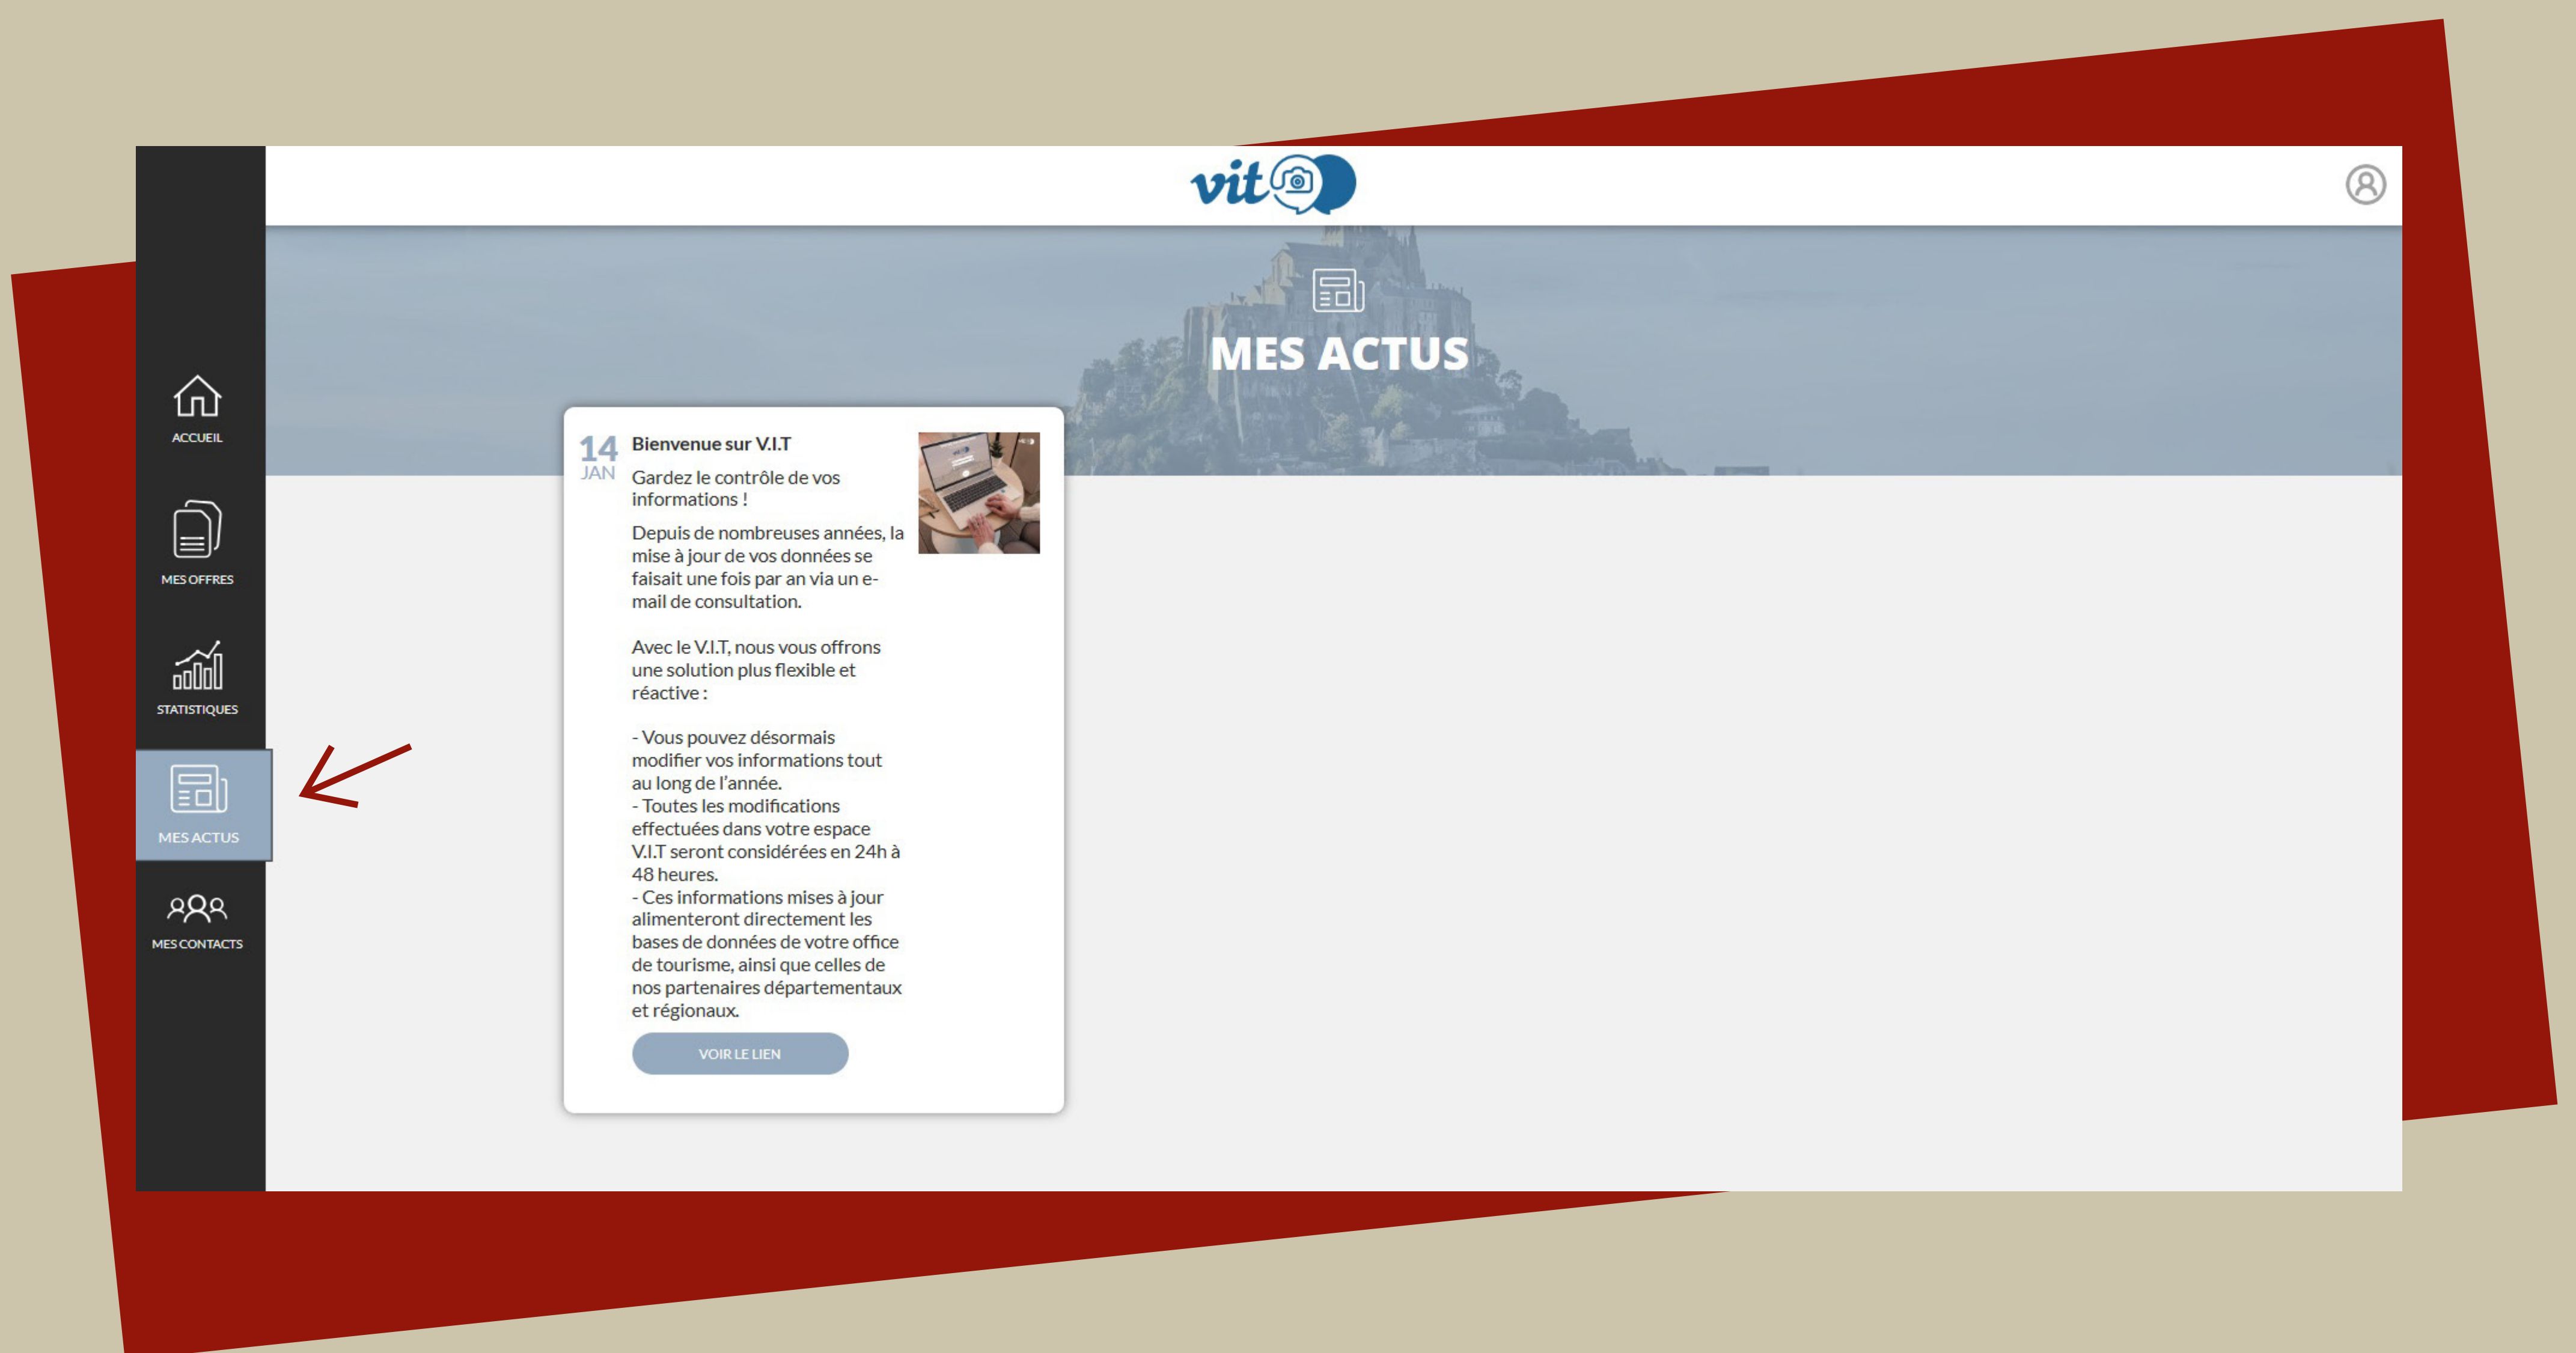 vit
MES ACTUS
ACCUEIL
MES OFFRES
STATISTIQUES
MES ACTUS
MES CONTACTS
14
JAN
Bienvenue sur V.I.T
Gardez le contrôle de vos
informations !
Depuis de nombreuses années, la
mise à jour de vos données se
faisait une fois par an via un e-
mail de consultation.
Avec le V.I.T, nous vous offrons
une solution plus flexible et
réactive :
- Vous pouvez désormais
modifier vos informations tout
au long de l'année.
- Toutes les modifications
effectuées dans votre espace
V.I.T seront considérées en 24h à
48 heures.
- Ces informations mises à jour
alimenteront directement les
bases de données de votre office
de tourisme, ainsi que celles de
nos partenaires départementaux
et régionaux.
VOIR LE LIEN